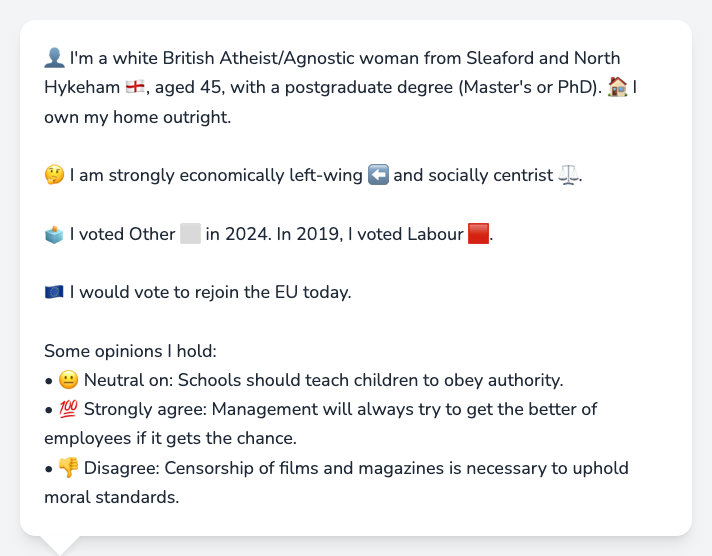 👤 I'm a white British Atheist/Agnostic woman from Sleaford and North
Hykeham 🏴󠁧󠁢󠁥󠁮󠁧󠁿, aged 45, with a postgraduate degree (Master's or PhD). 🏠 I
own my home outright.
🤔 I am strongly economically left-wing ⬅️ and socially centrist ⚖️.
🗳️ I voted Other ⬜ in 2024. In 2019, I voted Labour 🟥.
🇪🇺 I would vote to rejoin the EU today.
Some opinions I hold:
• 😐 Neutral on: Schools should teach children to obey authority.
• 💯 Strongly agree: Management will always try to get the better of
employees if it gets the chance.
• 👎 Disagree: Censorship of films and magazines is necessary to uphold
moral standards.